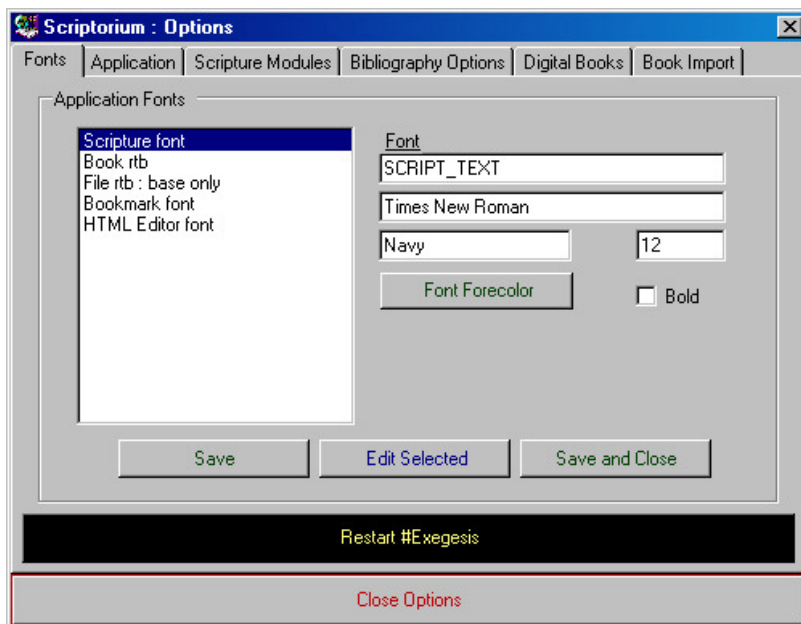 Scriptorium : Options
Fonts Application Scripture Modules Bibliography Options Digital Books Book Import
Application Fonts
Scripture font
Book rtb
File rtb : base only
Bookmark font
HTML Editor font
Font
SCRIPT_TEXT
Times New Roman
Navy 12
Font Forecolor Bold
Save Edit Selected Save and Close
Restart #Exegesis
Close Options